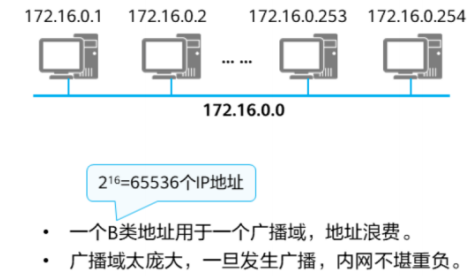 172.16.0.1 172.16.0.2 172.16.0.253 172.16.0.254
... ...
172.16.0.0
2¹⁶=65536个IP地址
• 一个B类地址用于一个广播域，地址浪费。
• 广播域太庞大，一旦发生广播，内网不堪重负。